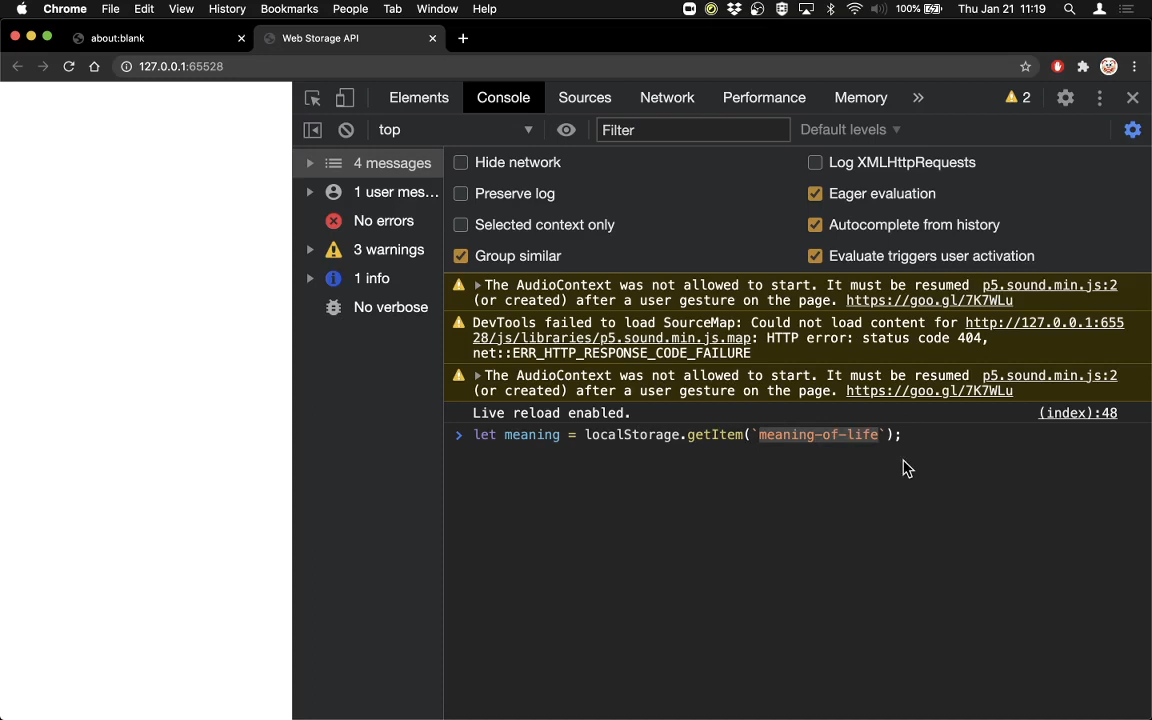 Chrome File Edit View History Bookmarks People Tab Window Help 100% Thu Jan 21 11:19
about:blank Web Storage API
127.0.0.1:65528
Elements Console Sources Network Performance Memory » 2
top Filter Default levels
4 messages
1 user mes...
No errors
3 warnings
1 info
No verbose
Hide network Log XMLHttpRequests
Preserve log Eager evaluation
Selected context only Autocomplete from history
Group similar Evaluate triggers user activation
The AudioContext was not allowed to start. It must be resumed p5.sound.min.js:2
(or created) after a user gesture on the page. https://goo.gl/7K7WLu
DevTools failed to load SourceMap: Could not load content for http://127.0.0.1:655
28/js/libraries/p5.sound.min.js.map: HTTP error: status code 404,
net::ERR_HTTP_RESPONSE_CODE_FAILURE
The AudioContext was not allowed to start. It must be resumed p5.sound.min.js:2
(or created) after a user gesture on the page. https://goo.gl/7K7WLu
Live reload enabled. (index):48
> let meaning = localStorage.getItem(`meaning-of-life`);